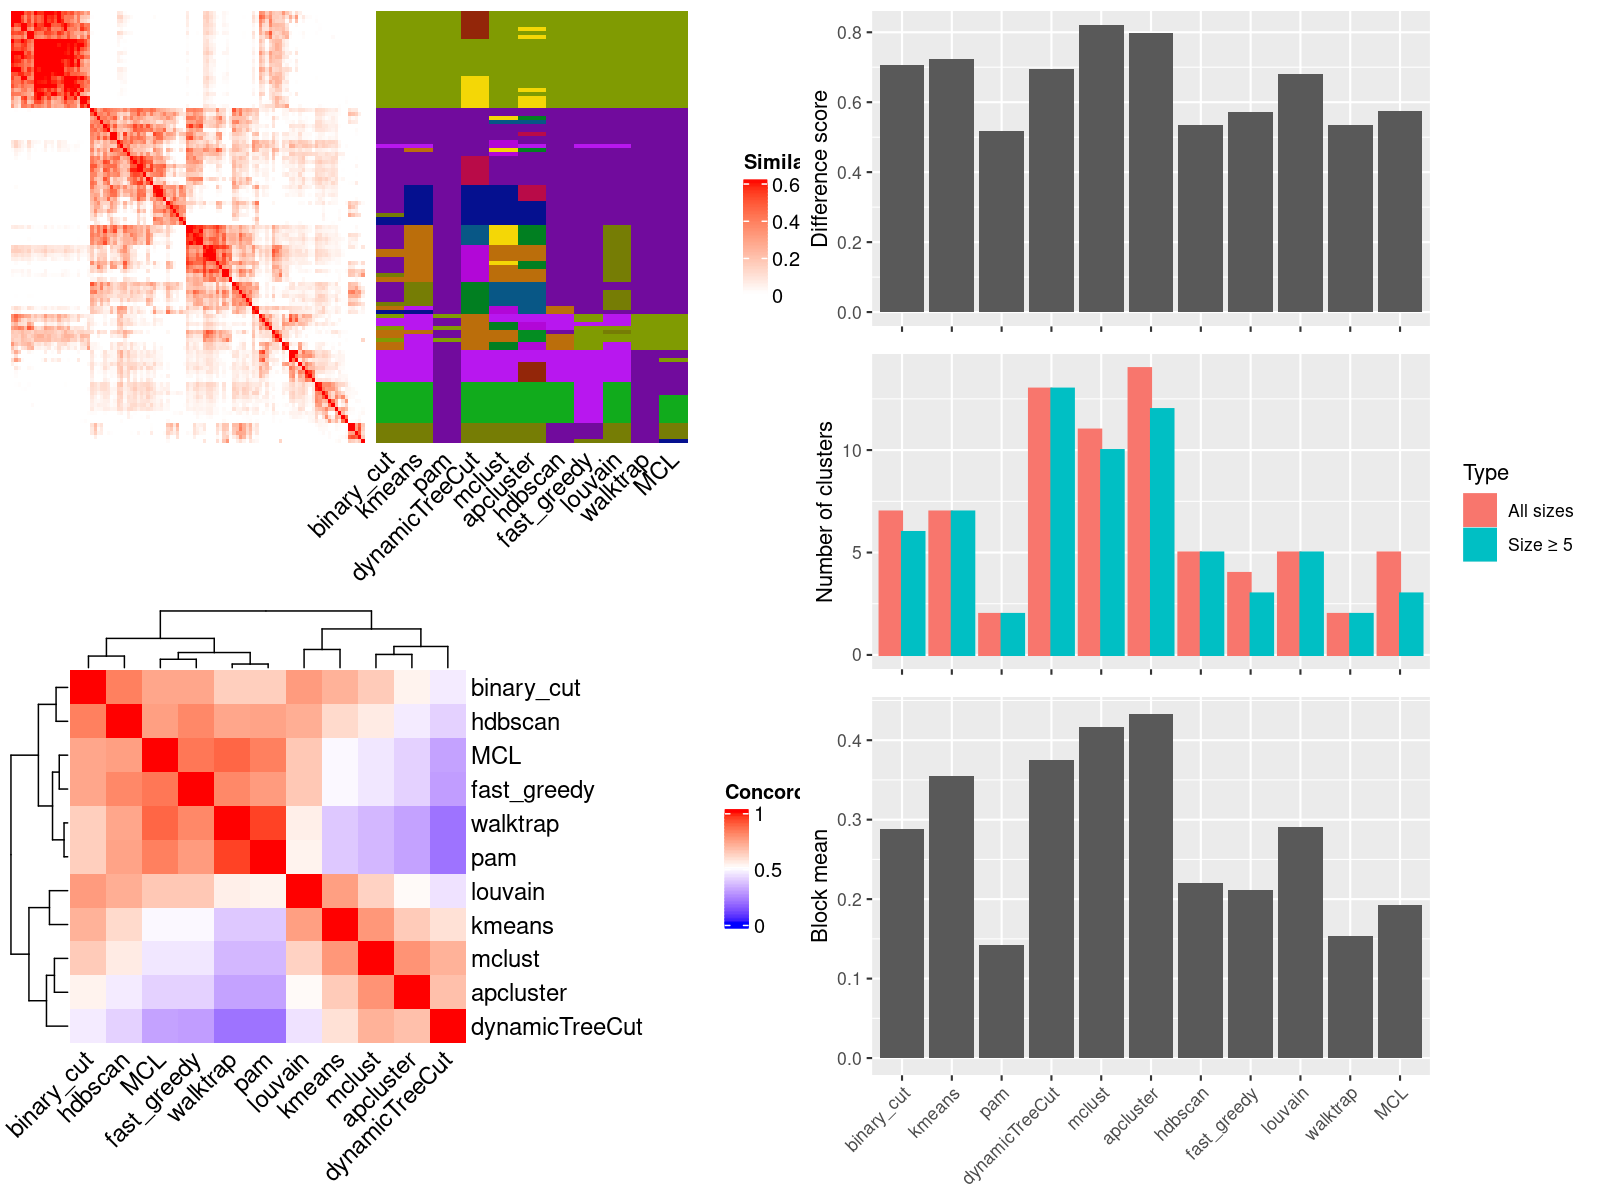 Simila
0.6
0.4
0.2
0
binary_cut
kmeans
pam
dynamicTreeCut
mclust
apcluster
hdbscan
fast_greedy
louvain
walktrap
MCL
binary_cut
hdbscan
MCL
fast_greedy
walktrap
pam
louvain
kmeans
mclust
apcluster
dynamicTreeCut
binary_cut
hdbscan
MCL
fast_greedy
walktrap
pam
louvain
kmeans
mclust
apcluster
dynamicTreeCut
Concord
1
0.5
0
Difference score
0.8
0.6
0.4
0.2
0.0
Number of clusters
10
5
0
Type
All sizes
Size ≥ 5
Block mean
0.4
0.3
0.2
0.1
0.0
binary_cut
kmeans
pam
dynamicTreeCut
mclust
apcluster
hdbscan
fast_greedy
louvain
walktrap
MCL